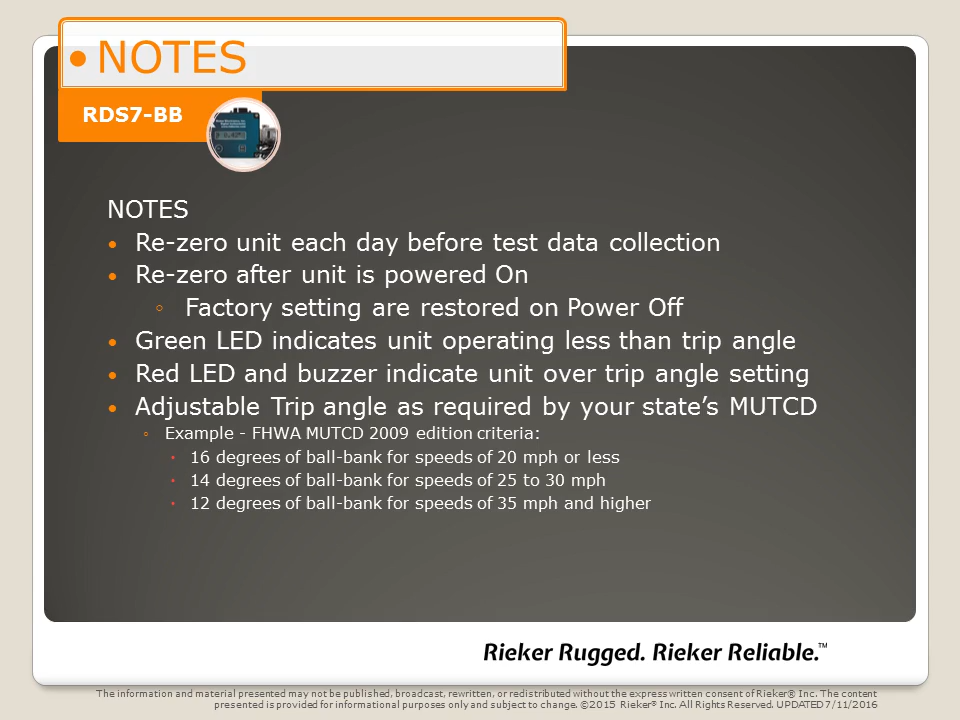 • NOTES
RDS7-BB
NOTES
• Re-zero unit each day before test data collection
• Re-zero after unit is powered On
◦ Factory setting are restored on Power Off
• Green LED indicates unit operating less than trip angle
• Red LED and buzzer indicate unit over trip angle setting
• Adjustable Trip angle as required by your state’s MUTCD
◦ Example - FHWA MUTCD 2009 edition criteria:
• 16 degrees of ball-bank for speeds of 20 mph or less
• 14 degrees of ball-bank for speeds of 25 to 30 mph
• 12 degrees of ball-bank for speeds of 35 mph and higher
Rieker Rugged. Rieker Reliable.™
The information and material presented may not be published, broadcast, rewritten, or redistributed without the express written consent of Rieker® Inc. The content
presented is provided for informational purposes only and subject to change. ©2015 Rieker® Inc. All Rights Reserved. UPDATED 7/11/2016